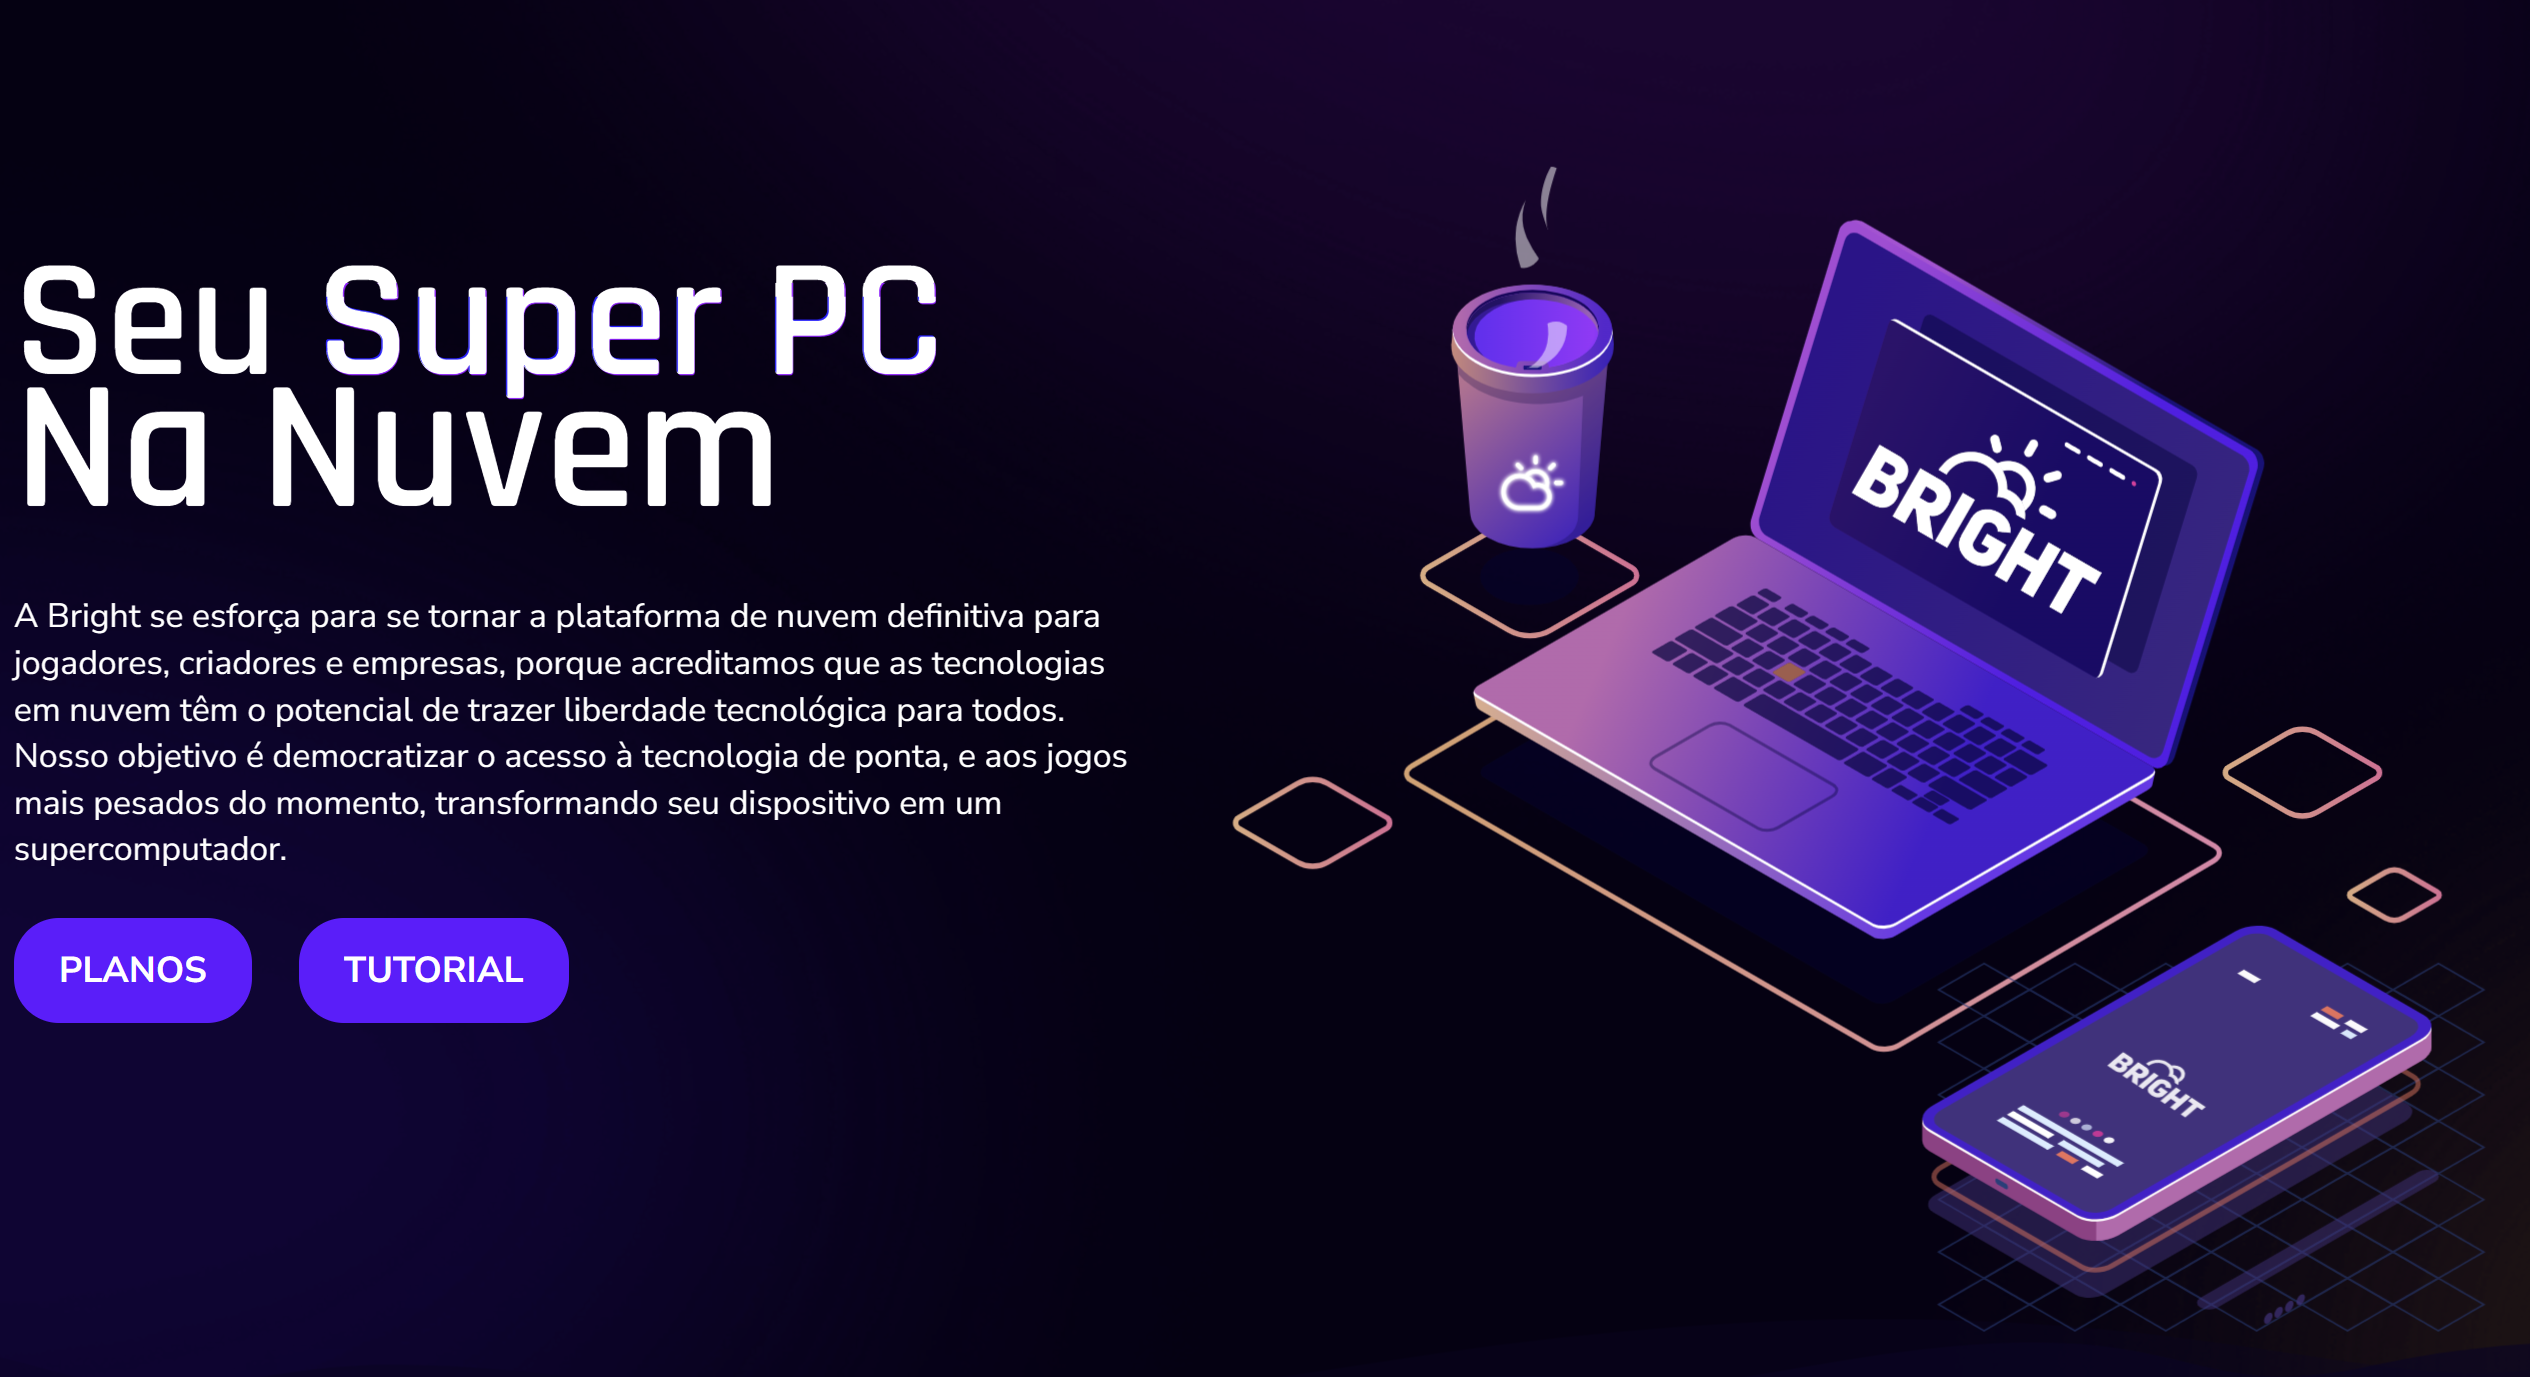 Seu Super PC
Na Nuvem
A Bright se esforça para se tornar a plataforma de nuvem definitiva para
jogadores, criadores e empresas, porque acreditamos que as tecnologias
em nuvem têm o potencial de trazer liberdade tecnológica para todos.
Nosso objetivo é democratizar o acesso à tecnologia de ponta, e aos jogos
mais pesados do momento, transformando seu dispositivo em um
supercomputador.
PLANOS
TUTORIAL
BRIGHT
BRIGHT